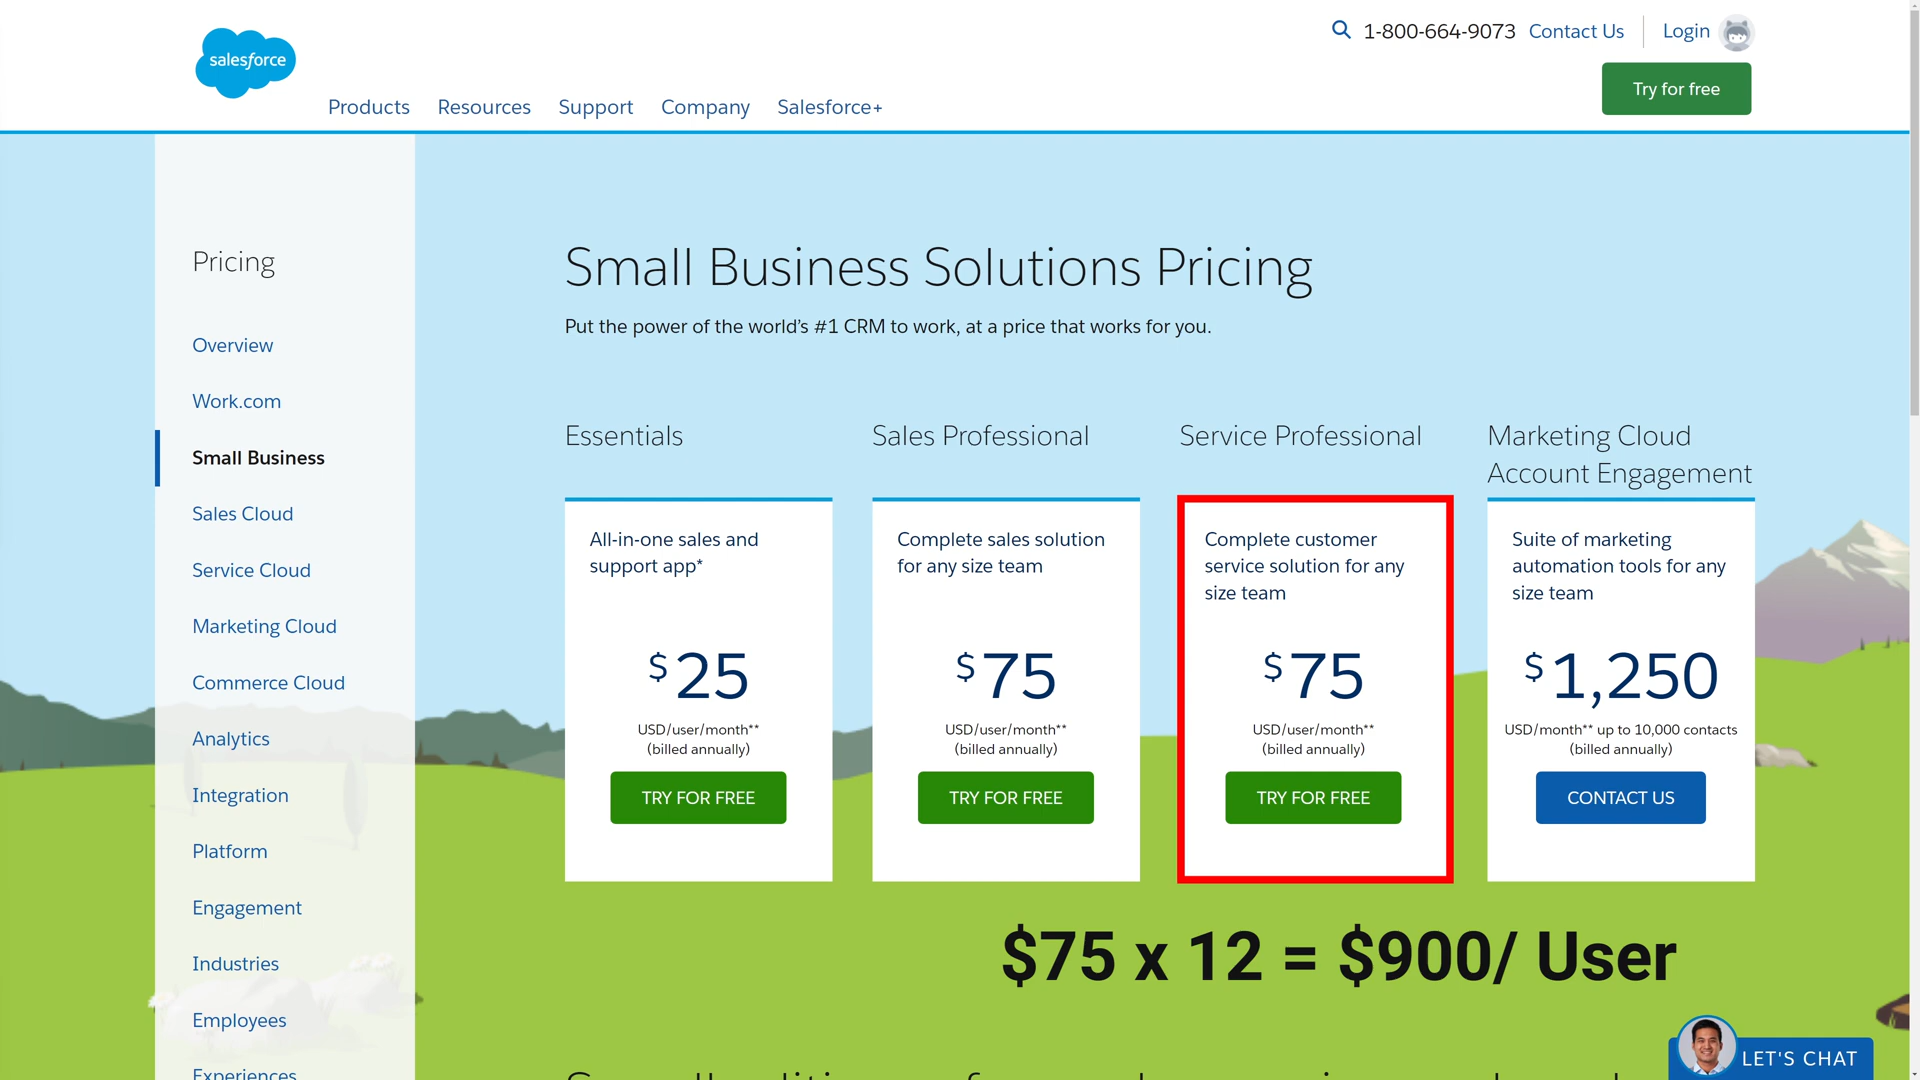 salesforce
1-800-664-9073
Contact Us
Login
Products
Resources
Support
Company
Salesforce+
Try for free
Pricing
Overview
Work.com
Small Business
Sales Cloud
Service Cloud
Marketing Cloud
Commerce Cloud
Analytics
Integration
Platform
Engagement
Industries
Employees
Experiences
Small Business Solutions Pricing
Put the power of the world's #1 CRM to work, at a price that works for you.
Essentials
All-in-one sales and
support app*
$25
USD/user/month**
(billed annually)
TRY FOR FREE
Sales Professional
Complete sales solution
for any size team
$75
USD/user/month**
(billed annually)
TRY FOR FREE
Service Professional
Complete customer
service solution for any
size team
$75
USD/user/month**
(billed annually)
TRY FOR FREE
Marketing Cloud
Account Engagement
Suite of marketing
automation tools for any
size team
$1,250
USD/month** up to 10,000 contacts
(billed annually)
CONTACT US
$75 x 12 = $900/ User
LET'S CHAT